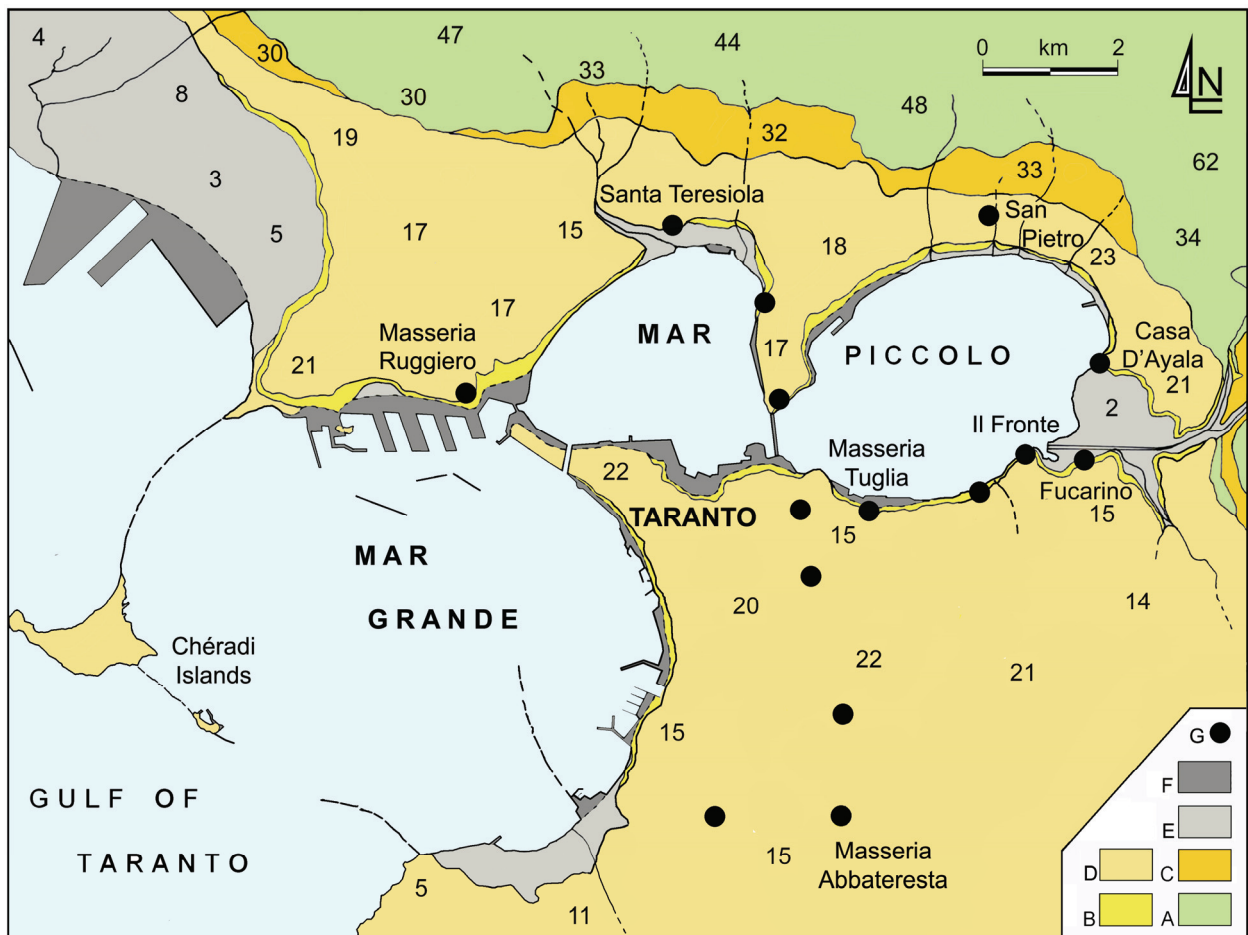 4
47
44
0
km
2
N
30
33
8
30
48
19
32
33
62
3
Santa Teresiola
San
Pietro
5
17
15
18
34
23
17
MAR
PICCOLO
Masseria
Ruggiero
17
Casa
D'Ayala
21
21
2
Il Fronte
Masseria
Tuglia
22
Fucarino
TARANTO
15
15
MAR
GRANDE
20
14
Chéradi
Islands
22
21
15
G
F
GULF OF
TARANTO
E
15
Masseria
Abbateresta
D
C
5
11
B
A